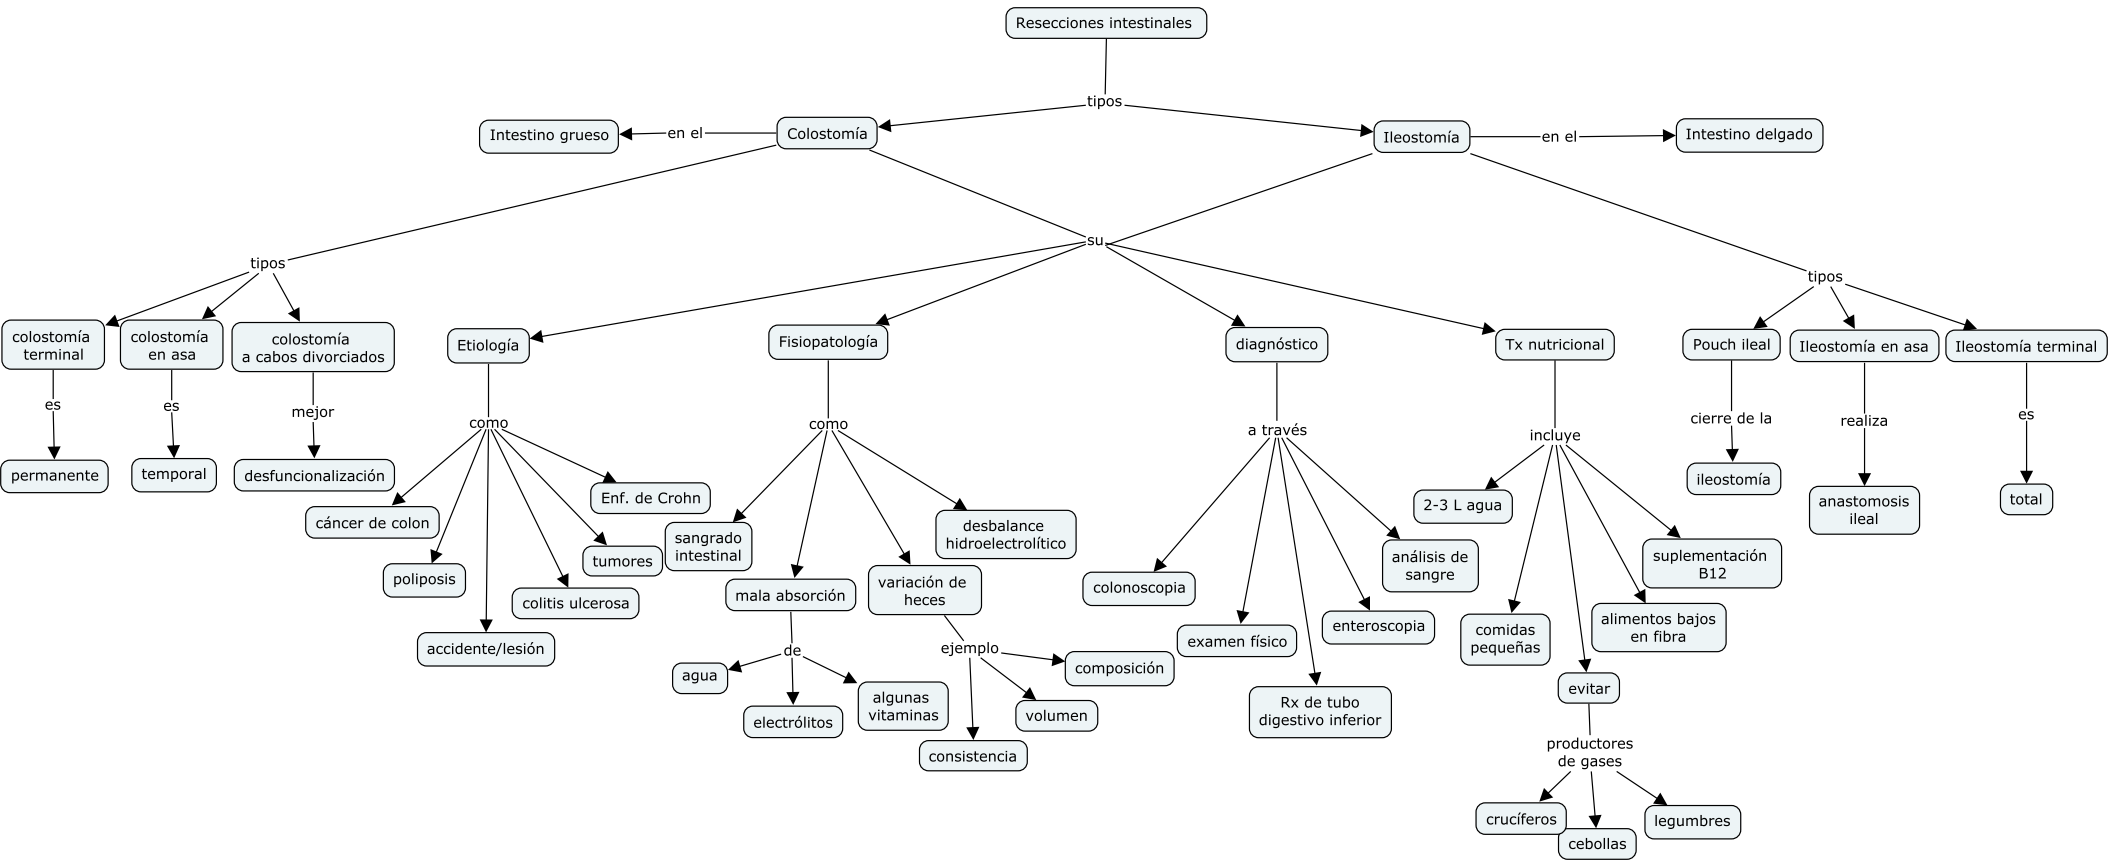 Resecciones intestinales
tipos
Intestino grueso
en el
Colostomía
Ileostomía
en el
Intestino delgado
su
tipos
tipos
colostomía
terminal
colostomía
en asa
colostomía
a cabos divorciados
Etiología
Fisiopatología
diagnóstico
Tx nutricional
Pouch ileal
Ileostomía en asa
Ileostomía terminal
es
es
mejor
como
como
a través
incluye
cierre de la
realiza
es
permanente
temporal
desfuncionalización
cáncer de colon
poliposis
accidente/lesión
colitis ulcerosa
tumores
Enf. de Crohn
sangrado
intestinal
mala absorción
variación de
heces
desbalance
hidroelectrolítico
de
agua
electrólitos
algunas
vitaminas
ejemplo
composición
volumen
consistencia
colonoscopia
examen físico
Rx de tubo
digestivo inferior
enteroscopia
análisis de
sangre
2-3 L agua
comidas
pequeñas
evitar
alimentos bajos
en fibra
suplementación
B12
productores
de gases
crucíferos
cebollas
legumbres
ileostomía
anastomosis
ileal
total